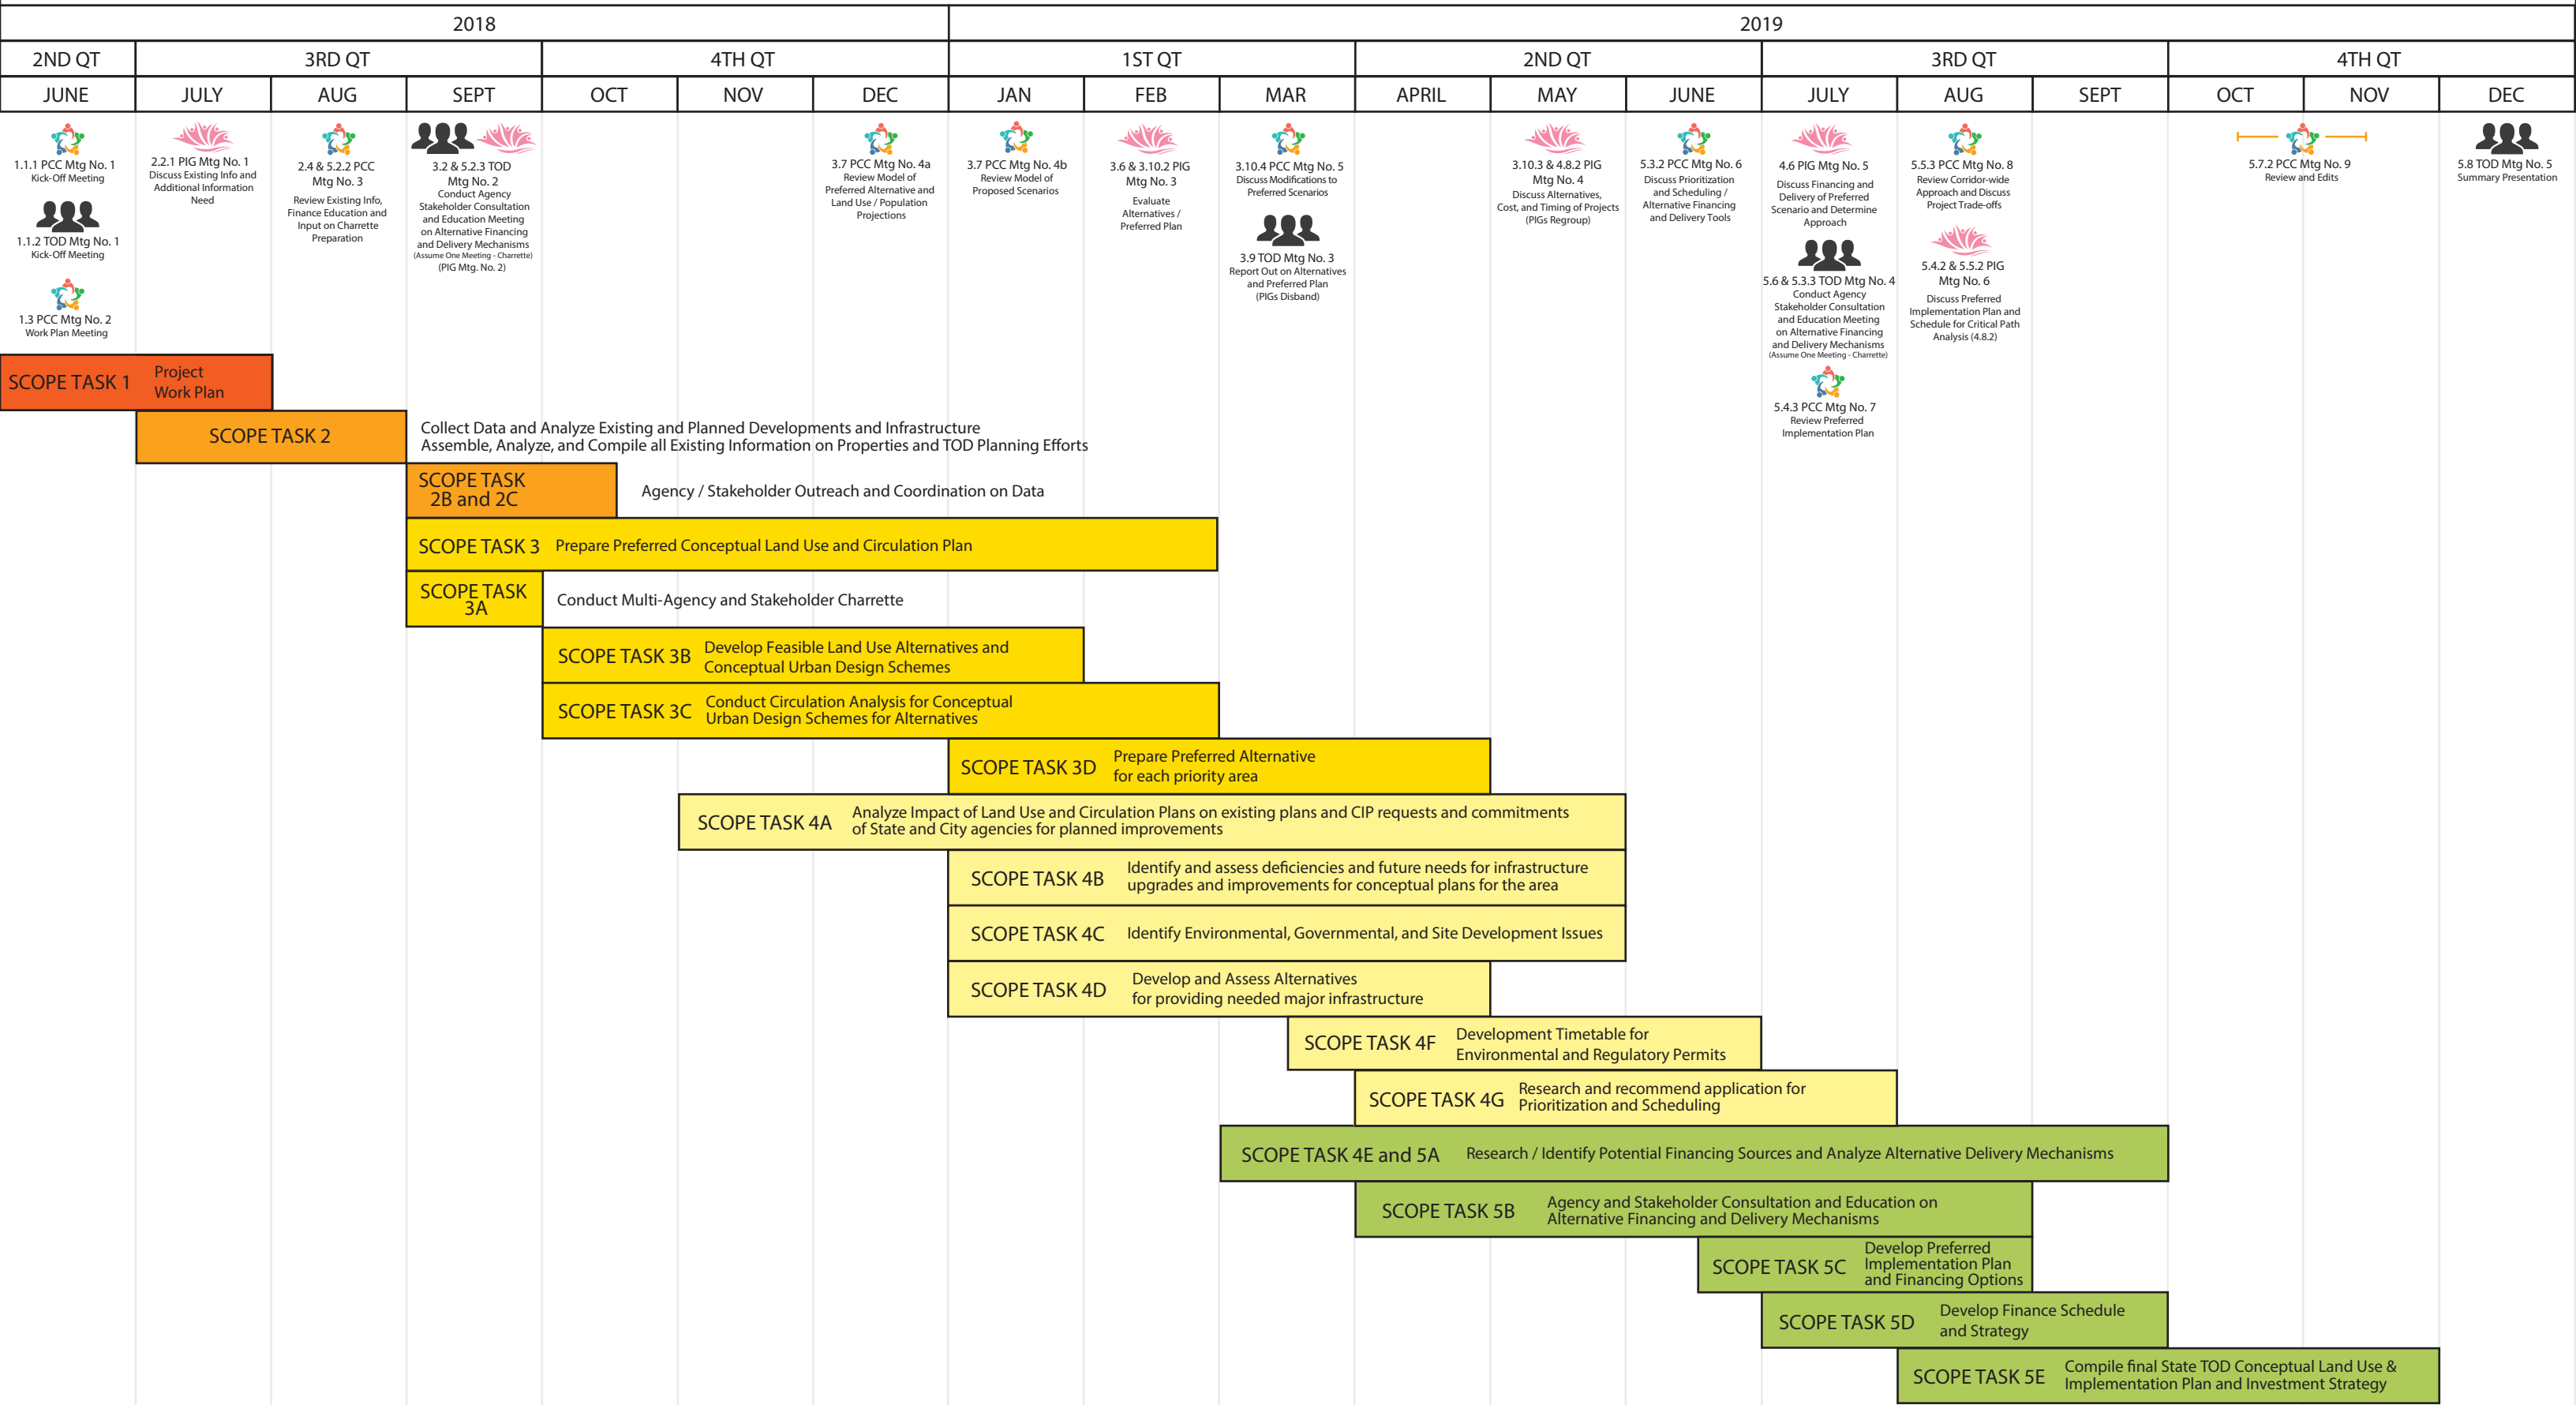 2018
2019
2ND QT
3RD QT
4TH QT
1ST QT
2ND QT
3RD QT
4TH QT
JUNE
JULY
AUG
SEPT
OCT
NOV
DEC
JAN
FEB
MAR
APRIL
MAY
JUNE
JULY
AUG
SEPT
OCT
NOV
DEC
1.1.1 PCC Mtg No. 1
Kick-Off Meeting
1.1.2 TOD Mtg No. 1
Kick-Off Meeting
1.3 PCC Mtg No. 2
Work Plan Meeting
2.2.1 PIG Mtg No. 1
Discuss Existing Info and
Additional Information
Need
2.4 & 5.2.2 PCC
Mtg No. 3
Review Existing Info,
Finance Education and
Input on Charrette
Preparation
3.2 & 5.2.3 TOD
Mtg No. 2
Conduct Agency
Stakeholder Consultation
and Education Meeting
on Alternative Financing
and Delivery Mechanisms
(Assume One Meeting - Charrette)
(PIG Mtg. No. 2)
3.7 PCC Mtg No. 4a
Review Model of
Preferred Alternative and
Land Use / Population
Projections
3.7 PCC Mtg No. 4b
Review Model of
Proposed Scenarios
3.6 & 3.10.2 PIG
Mtg No. 3
Evaluate
Alternatives /
Preferred Plan
3.10.4 PCC Mtg No. 5
Discuss Modifications to
Preferred Scenarios
3.9 TOD Mtg No. 3
Report Out on Alternatives
and Preferred Plan
(PIGs Disband)
3.10.3 & 4.8.2 PIG
Mtg No. 4
Discuss Alternatives,
Cost, and Timing of Projects
(PIGs Regroup)
5.3.2 PCC Mtg No. 6
Discuss Prioritization
and Scheduling /
Alternative Financing
and Delivery Tools
4.6 PIG Mtg No. 5
Discuss Financing and
Delivery of Preferred
Scenario and Determine
Approach
5.6 & 5.3.3 TOD Mtg No. 4
Conduct Agency
Stakeholder Consultation
and Education Meeting
on Alternative Financing
and Delivery Mechanisms
(Assume One Meeting - Charrette)
5.4.3 PCC Mtg No. 7
Review Preferred
Implementation Plan
5.5.3 PCC Mtg No. 8
Review Corridor-wide
Approach and Discuss
Project Trade-offs
5.4.2 & 5.5.2 PIG
Mtg No. 6
Discuss Preferred
Implementation Plan and
Schedule for Critical Path
Analysis (4.8.2)
5.7.2 PCC Mtg No. 9
Review and Edits
5.8 TOD Mtg No. 5
Summary Presentation
SCOPE TASK 1
Project
Work Plan
SCOPE TASK 2
Collect Data and Analyze Existing and Planned Developments and Infrastructure
Assemble, Analyze, and Compile all Existing Information on Properties and TOD Planning Efforts
SCOPE TASK
2B and 2C
Agency / Stakeholder Outreach and Coordination on Data
SCOPE TASK 3
Prepare Preferred Conceptual Land Use and Circulation Plan
SCOPE TASK
3A
Conduct Multi-Agency and Stakeholder Charrette
SCOPE TASK 3B
Develop Feasible Land Use Alternatives and
Conceptual Urban Design Schemes
SCOPE TASK 3C
Conduct Circulation Analysis for Conceptual
Urban Design Schemes for Alternatives
SCOPE TASK 3D
Prepare Preferred Alternative
for each priority area
SCOPE TASK 4A
Analyze Impact of Land Use and Circulation Plans on existing plans and CIP requests and commitments
of State and City agencies for planned improvements
SCOPE TASK 4B
Identify and assess deficiencies and future needs for infrastructure
upgrades and improvements for conceptual plans for the area
SCOPE TASK 4C
Identify Environmental, Governmental, and Site Development Issues
SCOPE TASK 4D
Develop and Assess Alternatives
for providing needed major infrastructure
SCOPE TASK 4F
Development Timetable for
Environmental and Regulatory Permits
SCOPE TASK 4G
Research and recommend application for
Prioritization and Scheduling
SCOPE TASK 4E and 5A
Research / Identify Potential Financing Sources and Analyze Alternative Delivery Mechanisms
SCOPE TASK 5B
Agency and Stakeholder Consultation and Education on
Alternative Financing and Delivery Mechanisms
SCOPE TASK 5C
Develop Preferred
Implementation Plan
and Financing Options
SCOPE TASK 5D
Develop Finance Schedule
and Strategy
SCOPE TASK 5E
Compile final State TOD Conceptual Land Use &
Implementation Plan and Investment Strategy